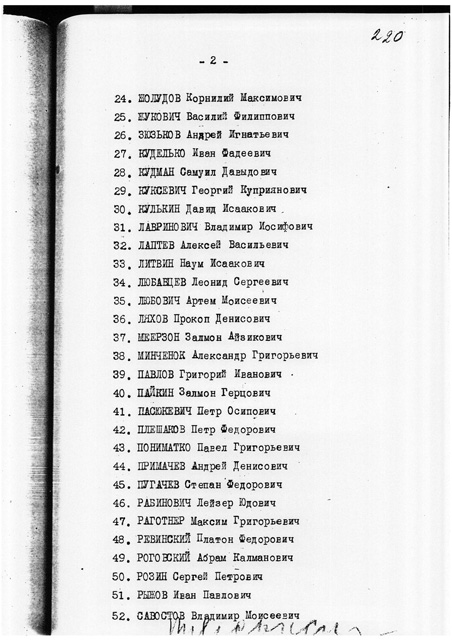 220
- 2 -
24. ЖОЛУДОВ Корнилий Максимович
25. ЖУКОВИЧ Василий Филиппович
26. ЗЮЗЬКОВ Андрей Игнатьевич
27. КУДЕЛЬКО Иван Фадеевич
28. КУДМАН Самуил Давыдович
29. КУКСЕВИЧ Георгий Куприянович
30. КУЛЬКИН Давид Исаакович
31. ЛАВРИНОВИЧ Владимир Иосифович
32. ЛАПТЕВ Алексей Васильевич
33. ЛИТВИН Наум Исаакович
34. ЛЮБАНЦЕВ Леонид Сергеевич
35. ЛЮБОВИЧ Артем Моисеевич
36. ЛЯХОВ Прокоп Денисович
37. МЕЕРЗОН Залмон Айзикович
38. МИНЧЕНОК Александр Григорьевич
39. ПАВЛОВ Григорий Иванович
40. ПАЙКИН Залмон Герцович
41. ПАСЮКЕВИЧ Петр Осипович
42. ПЛЕШАКОВ Петр Федорович
43. ПОНИМАТКО Павел Григорьевич
44. ПРИМАЧЕВ Андрей Денисович
45. ПУГАЧЕВ Степан Федорович
46. РАБИНОВИЧ Лейзер Юдович
47. РАГОТНЕР Максим Григорьевич
48. РЕВИНСКИЙ Платон Федорович
49. РОГОВСКИЙ Абрам Калманович
50. РОЗИН Сергей Петрович
51. РЫЖОВ Иван Павлович
52. САВОСТОВ Владимир Моисеевич